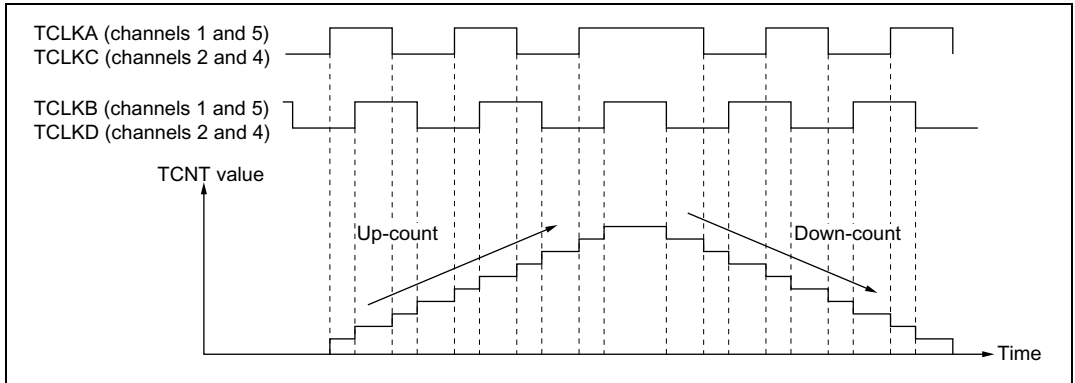 TCLKA (channels 1 and 5)
TCLKC (channels 2 and 4)
TCLKB (channels 1 and 5)
TCLKD (channels 2 and 4)
TCNT value
Up-count
Down-count
Time